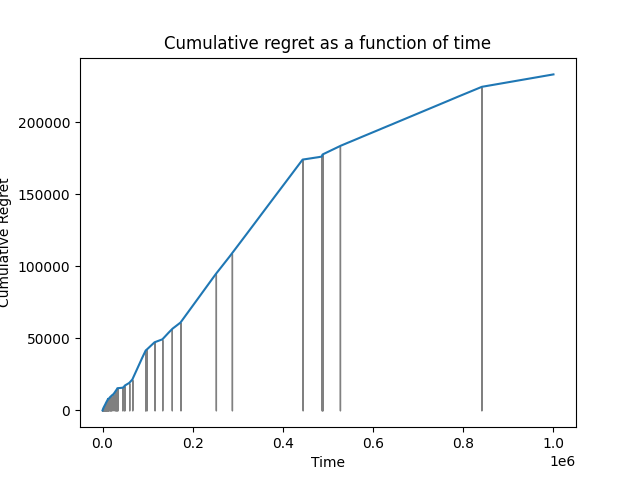 Cumulative regret as a function of time
Cumulative Regret
200000
150000
100000
50000
0
0.0 0.2 0.4 0.6 0.8 1.0
1e6
Time